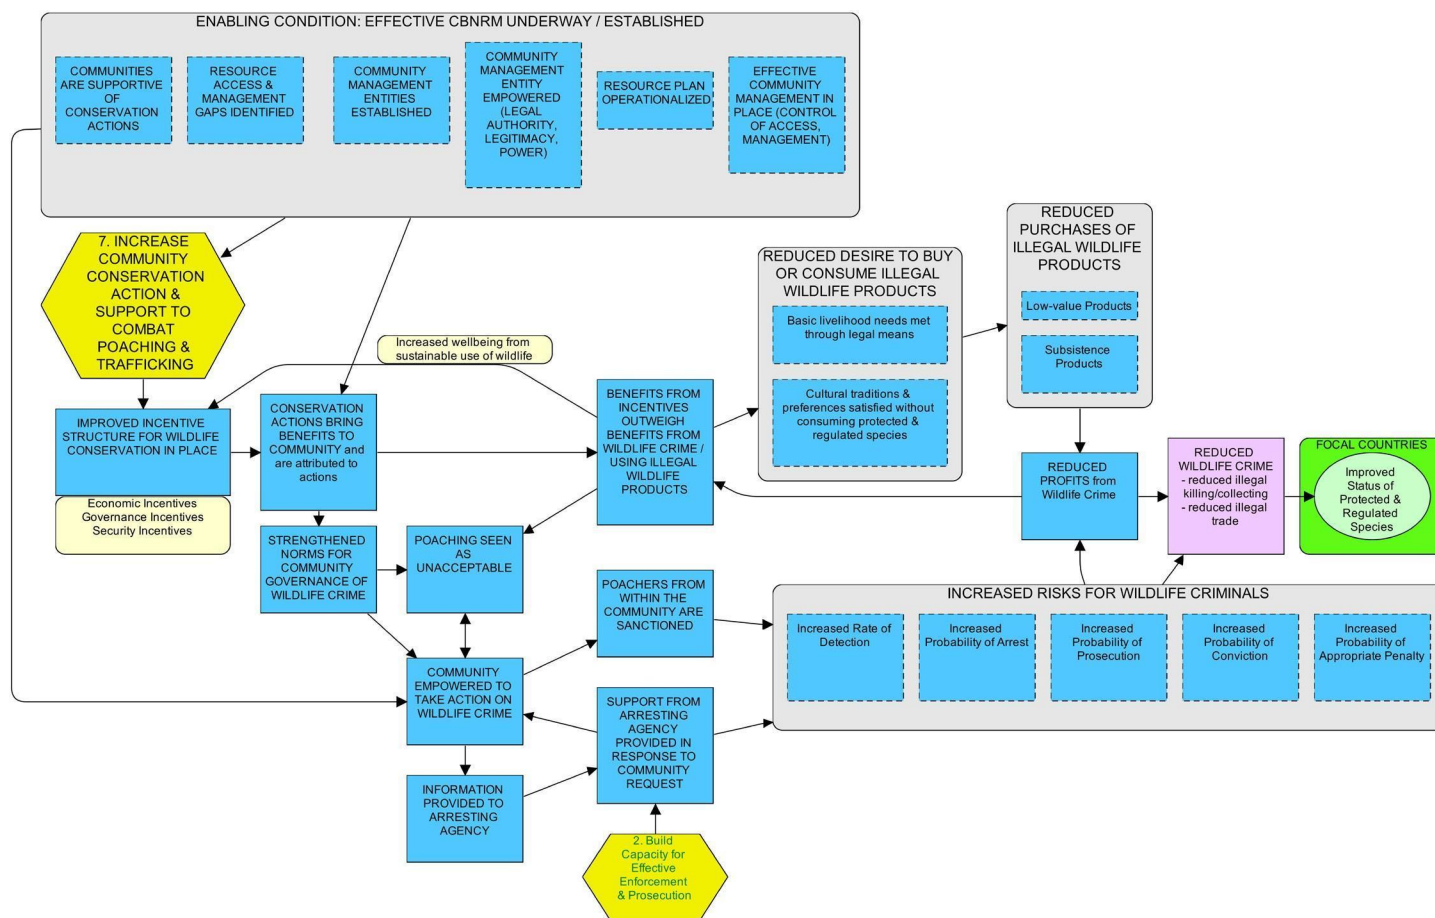 ENABLING CONDITION: EFFECTIVE CBNRM UNDERWAY / ESTABLISHED
COMMUNITIES
ARE SUPPORTIVE
OF
CONSERVATION
ACTIONS
RESOURCE
ACCESS &
MANAGEMENT
GAPS IDENTIFIED
COMMUNITY
MANAGEMENT
ENTITIES
ESTABLISHED
COMMUNITY
MANAGEMENT
ENTITY
EMPOWERED
(LEGAL
AUTHORITY,
LEGITIMACY,
POWER)
RESOURCE PLAN
OPERATIONALIZED
EFFECTIVE
COMMUNITY
MANAGEMENT IN
PLACE (CONTROL
OF ACCESS,
MANAGEMENT)
7. INCREASE
COMMUNITY
CONSERVATION
ACTION &
SUPPORT TO
COMBAT
POACHING &
TRAFFICKING
Increased wellbeing from
sustainable use of wildlife
IMPROVED INCENTIVE
STRUCTURE FOR WILDLIFE
CONSERVATION IN PLACE
Economic Incentives
Governance Incentives
Security Incentives
CONSERVATION
ACTIONS BRING
BENEFITS TO
COMMUNITY and
are attributed to
actions
STRENGTHENED
NORMS FOR
COMMUNITY
GOVERNANCE OF
WILDLIFE CRIME
POACHING SEEN
AS
UNACCEPTABLE
COMMUNITY
EMPOWERED TO
TAKE ACTION ON
WILDLIFE CRIME
INFORMATION
PROVIDED TO
ARRESTING
AGENCY
BENEFITS FROM
INCENTIVES
OUTWEIGH
BENEFITS FROM
WILDLIFE CRIME /
USING ILLEGAL
WILDLIFE
PRODUCTS
POACHERS FROM
WITHIN THE
COMMUNITY ARE
SANCTIONED
SUPPORT FROM
ARRESTING
AGENCY
PROVIDED IN
RESPONSE TO
COMMUNITY
REQUEST
2. Build
Capacity for
Effective
Enforcement
& Prosecution
REDUCED DESIRE TO BUY
OR CONSUME ILLEGAL
WILDLIFE PRODUCTS
Basic livelihood needs met
through legal means
Cultural traditions &
preferences satisfied without
consuming protected &
regulated species
REDUCED
PURCHASES OF
ILLEGAL WILDLIFE
PRODUCTS
Low-value Products
Subsistence
Products
REDUCED
PROFITS from
Wildlife Crime
REDUCED
WILDLIFE CRIME
- reduced illegal
killing/collecting
- reduced illegal
trade
FOCAL COUNTRIES
Improved
Status of
Protected &
Regulated
Species
INCREASED RISKS FOR WILDLIFE CRIMINALS
Increased Rate of
Detection
Increased
Probability of Arrest
Increased
Probability of
Prosecution
Increased
Probability of
Conviction
Increased
Probability of
Appropriate Penalty